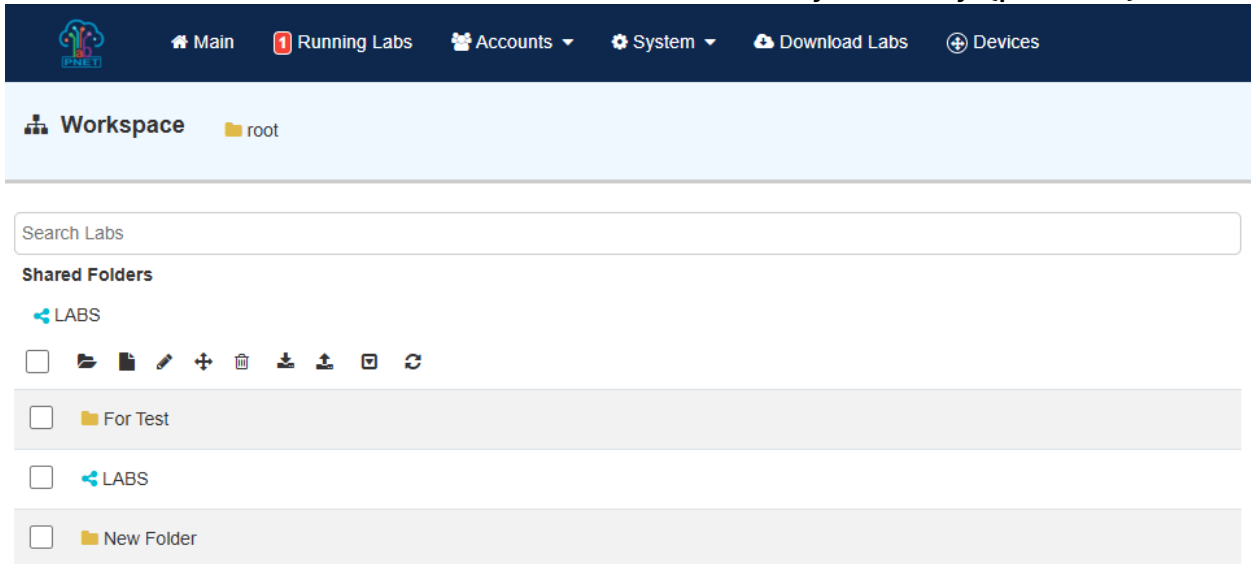 PNET
Main 1 Running Labs Accounts System Download Labs Devices
Workspace root
Search Labs
Shared Folders
LABS
For Test
LABS
New Folder